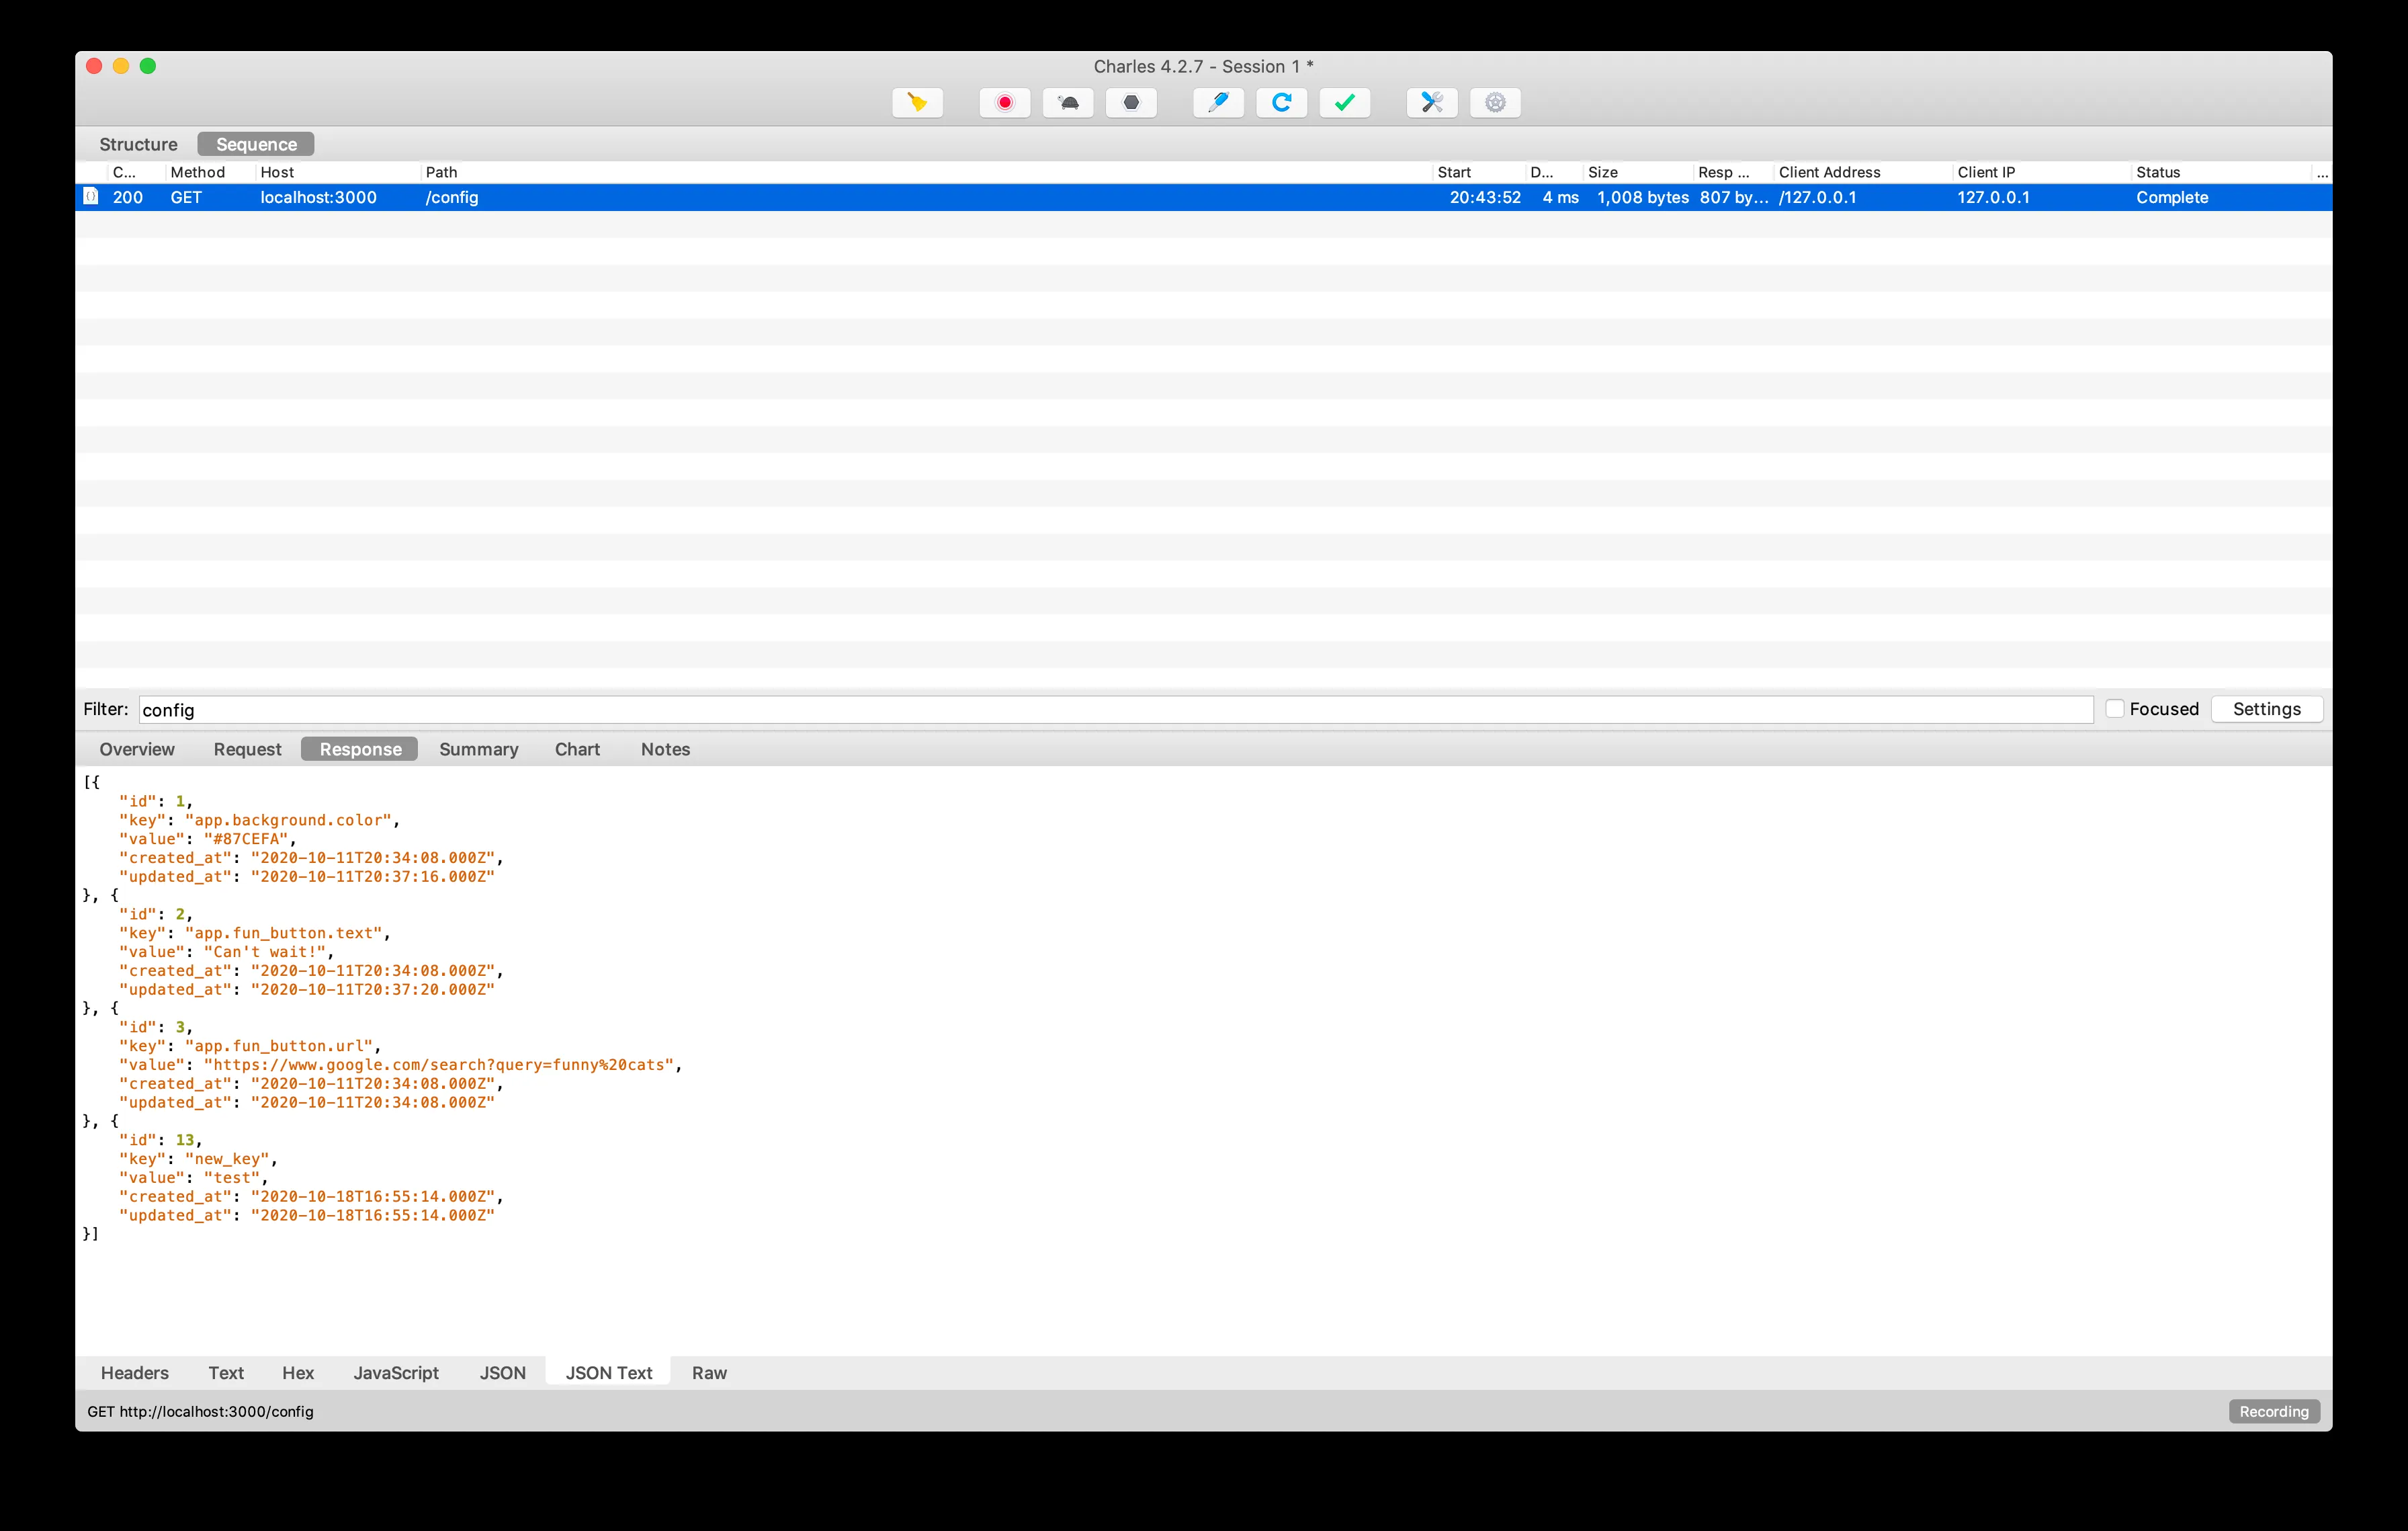 Charles 4.2.7 - Session 1 *
Structure Sequence
C... Method Host Path Start D... Size Resp ... Client Address Client IP Status ...
200 GET localhost:3000 /config 20:43:52 4 ms 1,008 bytes 807 by... /127.0.0.1 127.0.0.1 Complete
Filter: config Focused Settings
Overview Request Response Summary Chart Notes
[{
"id": 1,
"key": "app.background.color",
"value": "#87CEFA",
"created_at": "2020-10-11T20:34:08.000Z",
"updated_at": "2020-10-11T20:37:16.000Z"
}, {
"id": 2,
"key": "app.fun_button.text",
"value": "Can't wait!",
"created_at": "2020-10-11T20:34:08.000Z",
"updated_at": "2020-10-11T20:37:20.000Z"
}, {
"id": 3,
"key": "app.fun_button.url",
"value": "https://www.google.com/search?query=funny%20cats",
"created_at": "2020-10-11T20:34:08.000Z",
"updated_at": "2020-10-11T20:34:08.000Z"
}, {
"id": 13,
"key": "new_key",
"value": "test",
"created_at": "2020-10-18T16:55:14.000Z",
"updated_at": "2020-10-18T16:55:14.000Z"
}]
Headers Text Hex JavaScript JSON JSON Text Raw
GET http://localhost:3000/config Recording